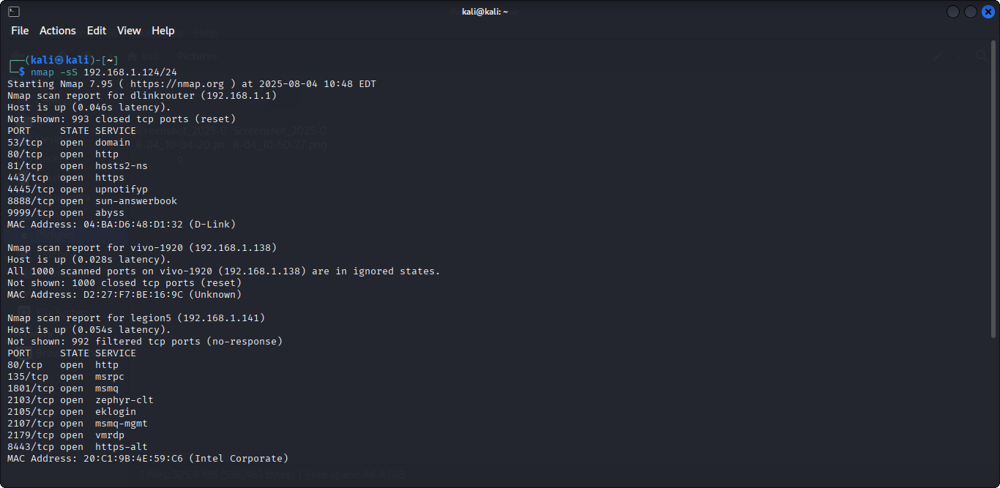 kali@kali: ~
File Actions Edit View Help
┌──(kali㉿kali)-[~]
└─$ nmap -sS 192.168.1.124/24
Starting Nmap 7.95 ( https://nmap.org ) at 2025-08-04 10:48 EDT
Nmap scan report for dlinkrouter (192.168.1.1)
Host is up (0.046s latency).
Not shown: 993 closed tcp ports (reset)
PORT     STATE SERVICE
53/tcp   open  domain
80/tcp   open  http
81/tcp   open  hosts2-ns
443/tcp  open  https
4445/tcp open  upnotifyp
8888/tcp open  sun-answerbook
9999/tcp open  abyss
MAC Address: 04:BA:D6:48:D1:32 (D-Link)

Nmap scan report for vivo-1920 (192.168.1.138)
Host is up (0.028s latency).
All 1000 scanned ports on vivo-1920 (192.168.1.138) are in ignored states.
Not shown: 1000 closed tcp ports (reset)
MAC Address: D2:27:F7:BE:16:9C (Unknown)

Nmap scan report for legion5 (192.168.1.141)
Host is up (0.054s latency).
Not shown: 992 filtered tcp ports (no-response)
PORT     STATE SERVICE
80/tcp   open  http
135/tcp  open  msrpc
1801/tcp open  msmq
2103/tcp open  zephyr-clt
2105/tcp open  eklogin
2107/tcp open  msmq-mgmt
2179/tcp open  vmrdp
8443/tcp open  https-alt
MAC Address: 20:C1:9B:4E:59:C6 (Intel Corporate)